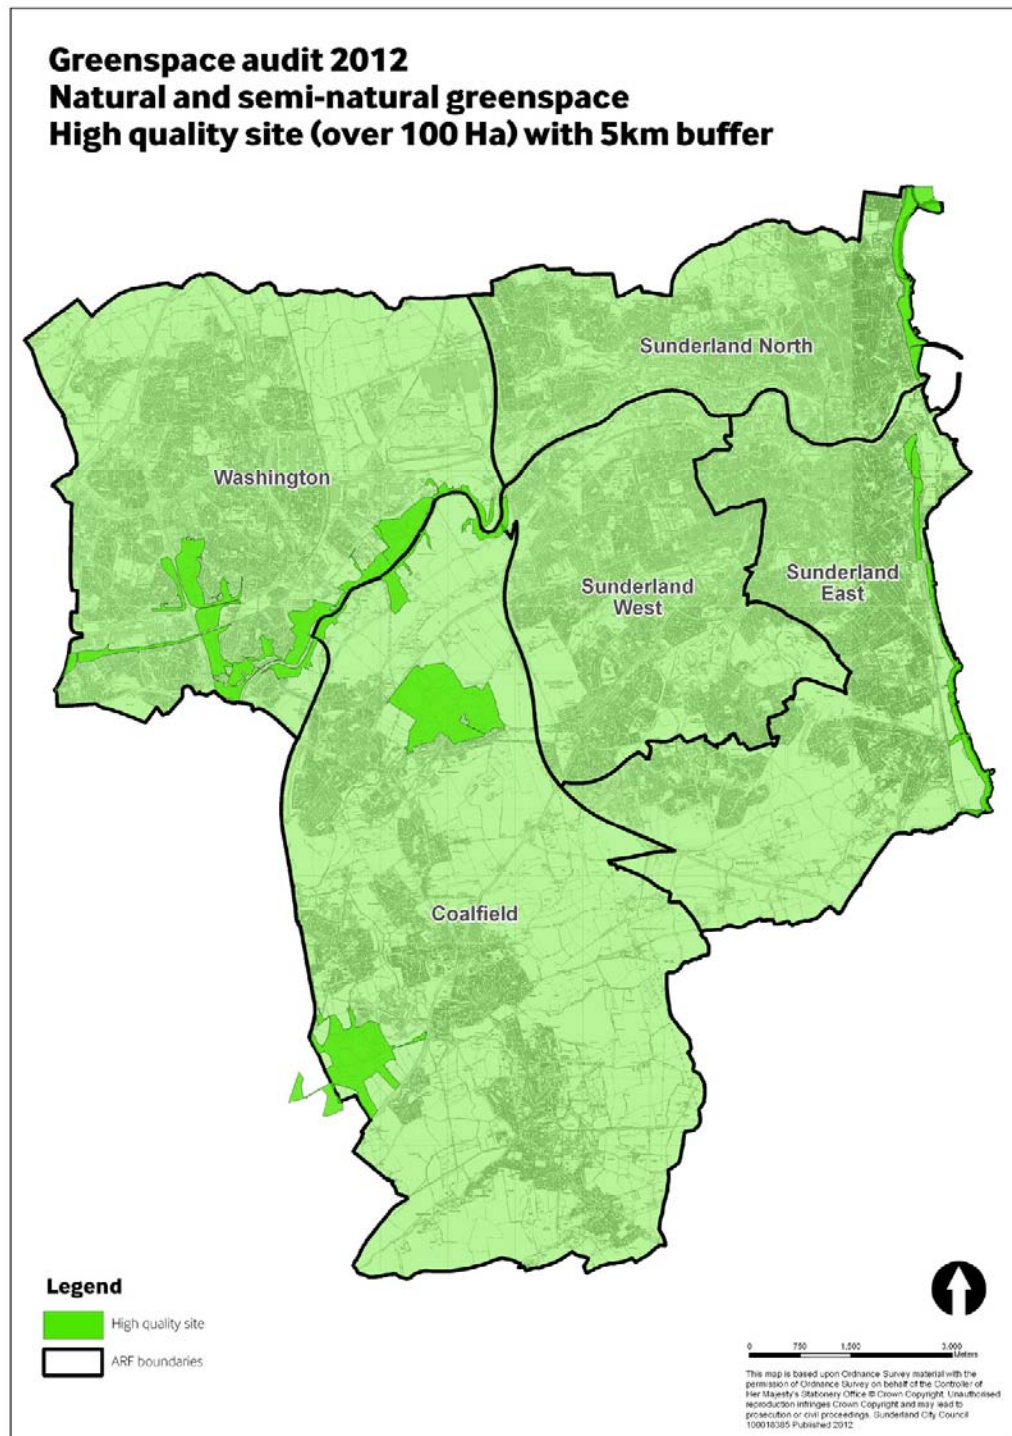 Greenspace audit 2012
Natural and semi-natural greenspace
High quality site (over 100 Ha) with 5km buffer
Sunderland North
Washington
Sunderland
West
Sunderland
East
Coalfield
Legend
High quality site
ARF boundaries
0 750 1,500 3,000
Meters
This map is based upon Ordnance Survey material with the
permission of Ordnance Survey on behalf of the Controller of
Her Majesty's Stationery Office © Crown Copyright. Unauthorised
reproduction infringes Crown Copyright and may lead to
prosecution or civil proceedings. Sunderland City Council
100018385 Published 2012